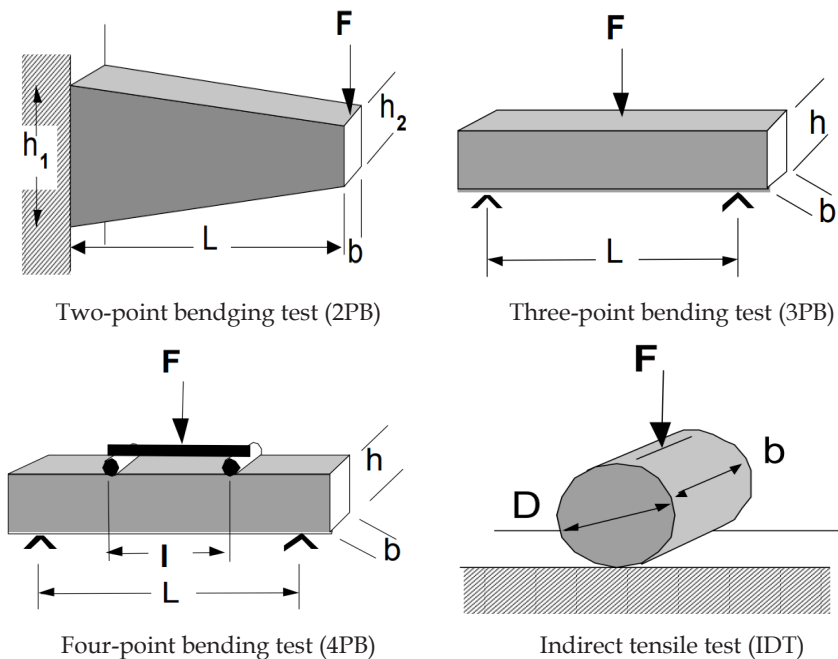 F
h₂
h₁
L
b
Two-point bendging test (2PB)
F
h
b
L
Three-point bending test (3PB)
F
h
b
l
L
Four-point bending test (4PB)
F
b
D
Indirect tensile test (IDT)